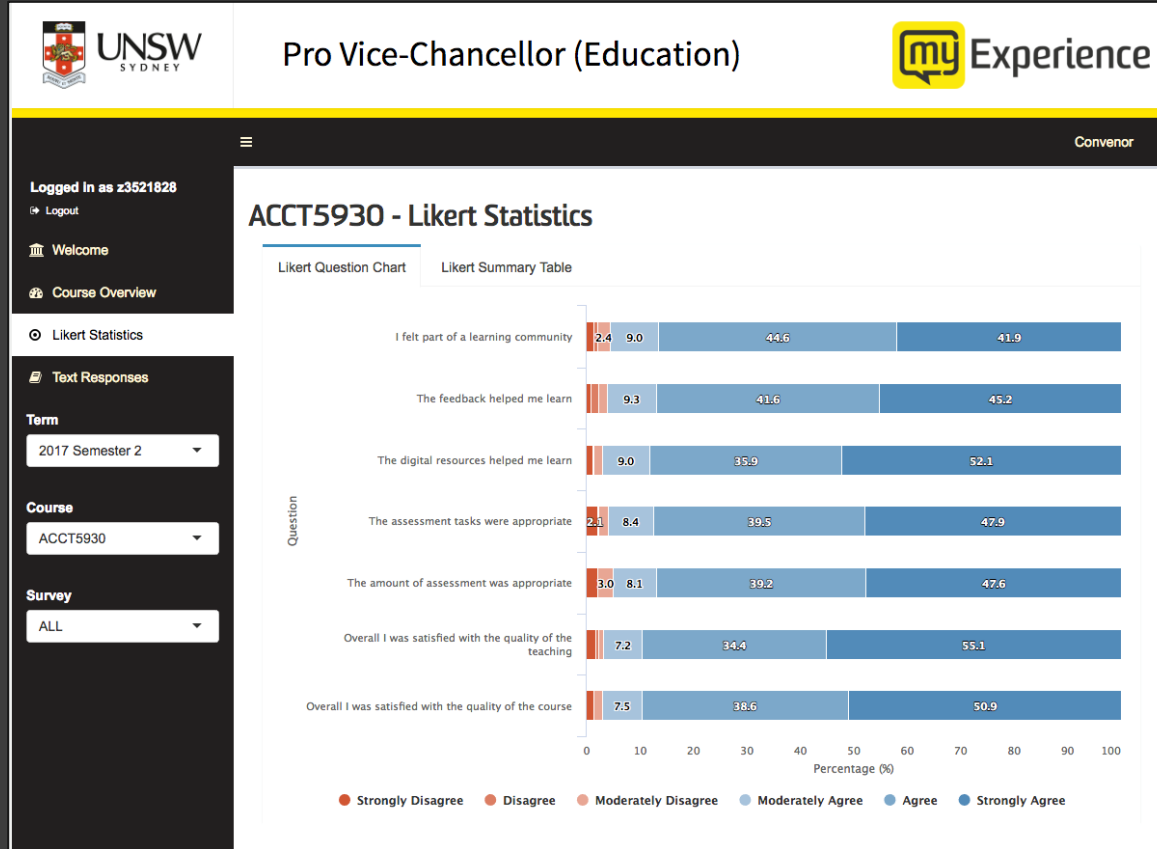 UNSW
SYDNEY
Pro Vice-Chancellor (Education)
my Experience
Convenor
Logged in as z3521828
Logout
Welcome
Course Overview
Likert Statistics
Text Responses
Term
2017 Semester 2
Course
ACCT5930
Survey
ALL
ACCT5930 - Likert Statistics
Likert Question Chart Likert Summary Table
Question
I felt part of a learning community 2.4 9.0 44.6 41.9
The feedback helped me learn 9.3 41.6 45.2
The digital resources helped me learn 9.0 35.9 52.1
The assessment tasks were appropriate 2.1 8.4 39.5 47.9
The amount of assessment was appropriate 3.0 8.1 39.2 47.6
Overall I was satisfied with the quality of the
teaching 7.2 34.4 55.1
Overall I was satisfied with the quality of the course 7.5 38.6 50.9
0 10 20 30 40 50 60 70 80 90 100
Percentage (%)
Strongly Disagree Disagree Moderately Disagree Moderately Agree Agree Strongly Agree